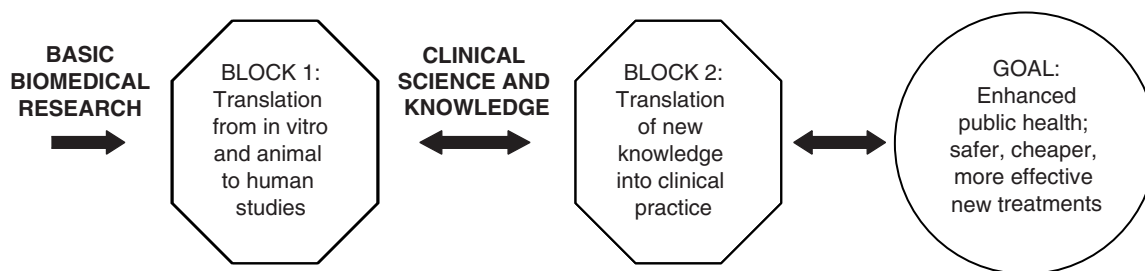 BASIC
BIOMEDICAL
RESEARCH
BLOCK 1:
Translation
from in vitro
and animal
to human
studies
CLINICAL
SCIENCE AND
KNOWLEDGE
BLOCK 2:
Translation
of new
knowledge
into clinical
practice
GOAL:
Enhanced
public health;
safer, cheaper,
more effective
new treatments